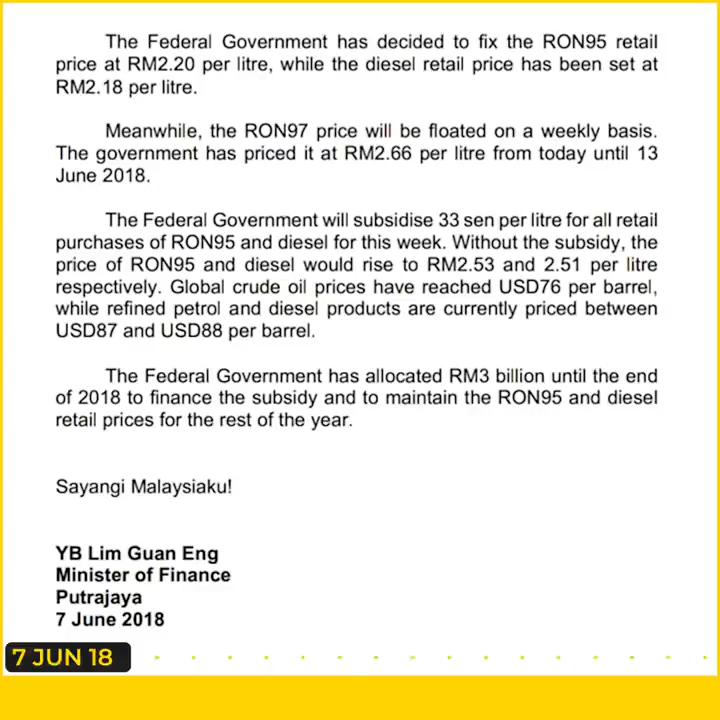 The Federal Government has decided to fix the RON95 retail
price at RM2.20 per litre, while the diesel retail price has been set at
RM2.18 per litre.
Meanwhile, the RON97 price will be floated on a weekly basis.
The government has priced it at RM2.66 per litre from today until 13
June 2018.
The Federal Government will subsidise 33 sen per litre for all retail
purchases of RON95 and diesel for this week. Without the subsidy, the
price of RON95 and diesel would rise to RM2.53 and 2.51 per litre
respectively. Global crude oil prices have reached USD76 per barrel,
while refined petrol and diesel products are currently priced between
USD87 and USD88 per barrel.
The Federal Government has allocated RM3 billion until the end
of 2018 to finance the subsidy and to maintain the RON95 and diesel
retail prices for the rest of the year.
Sayangi Malaysiaku!
YB Lim Guan Eng
Minister of Finance
Putrajaya
7 June 2018
7 JUN 18